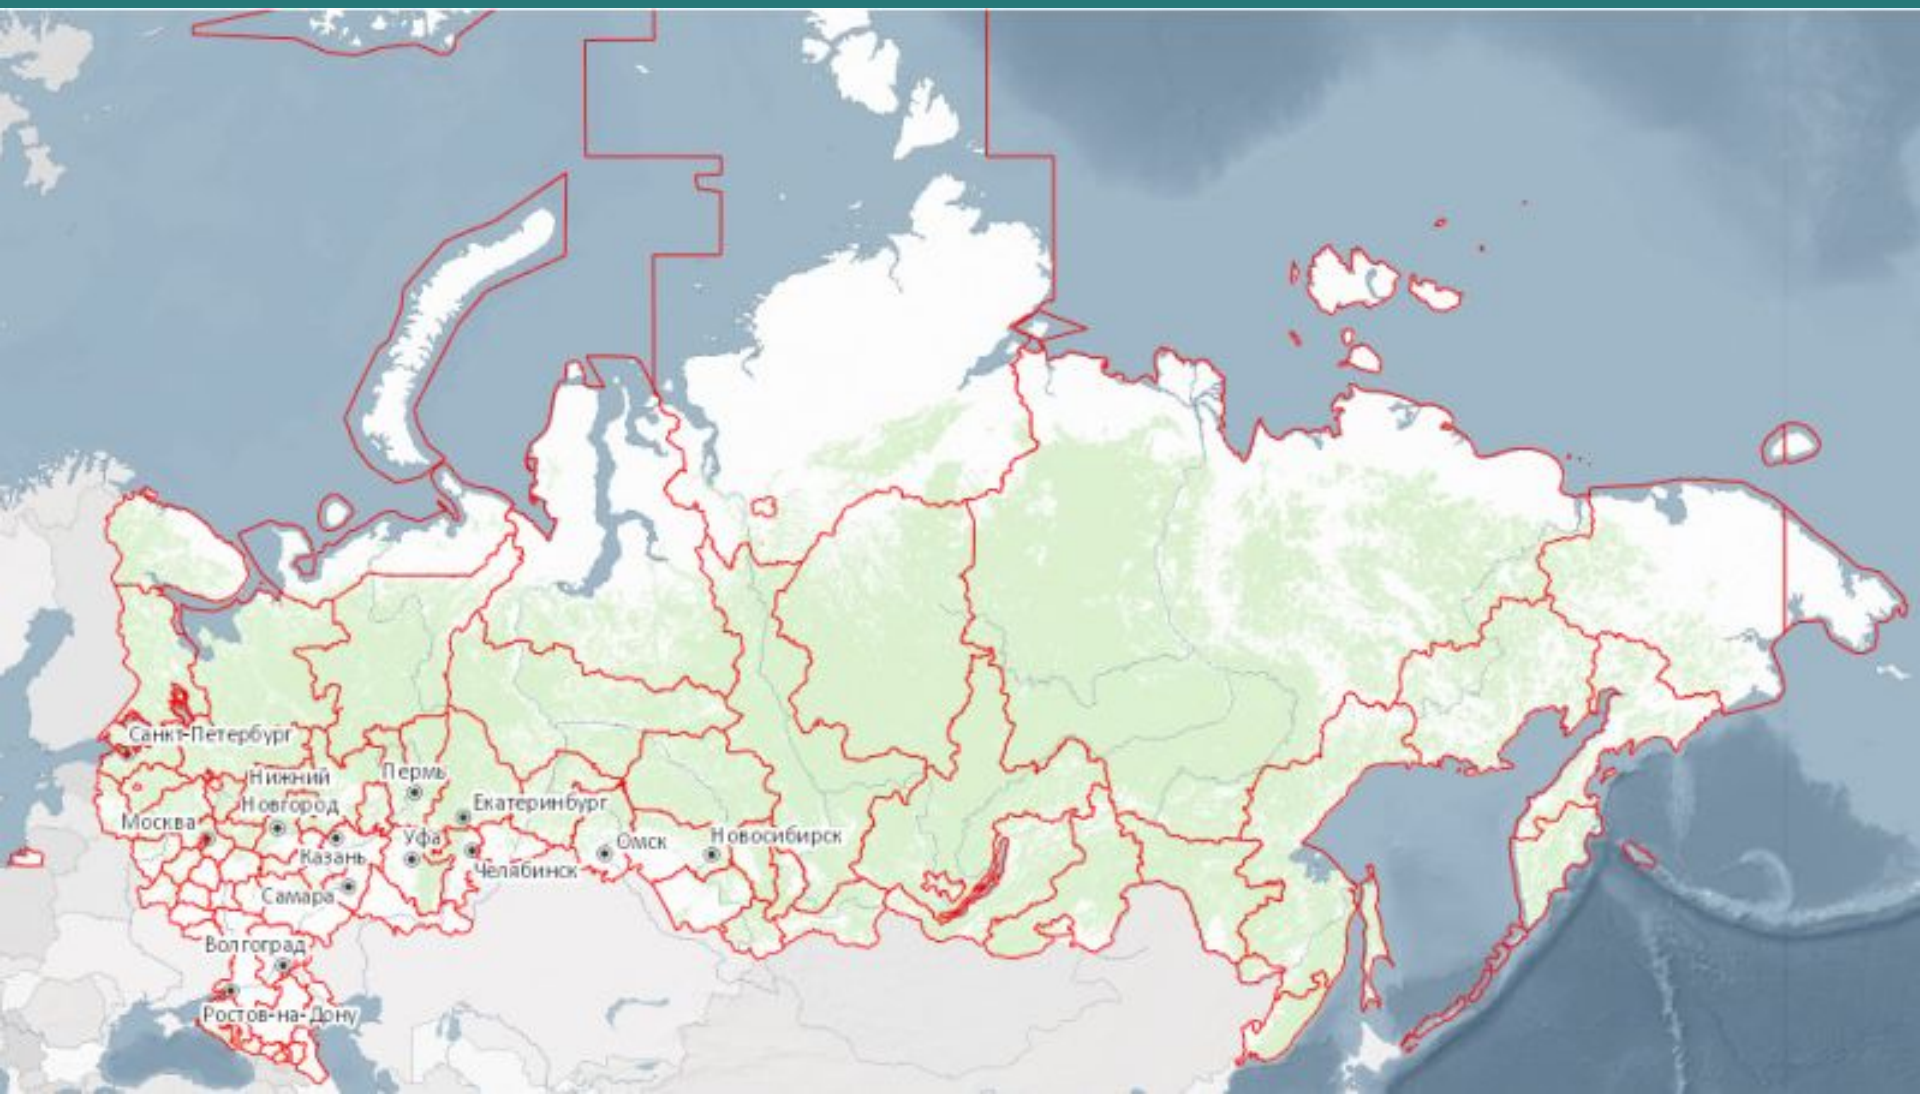 Санкт-Петербург
Нижний
Новгород
Пермь
Екатеринбург
Москва
Казань
Уфа
Челябинск
Омск
Новосибирск
Самара
Волгоград
Ростов-на-Дону